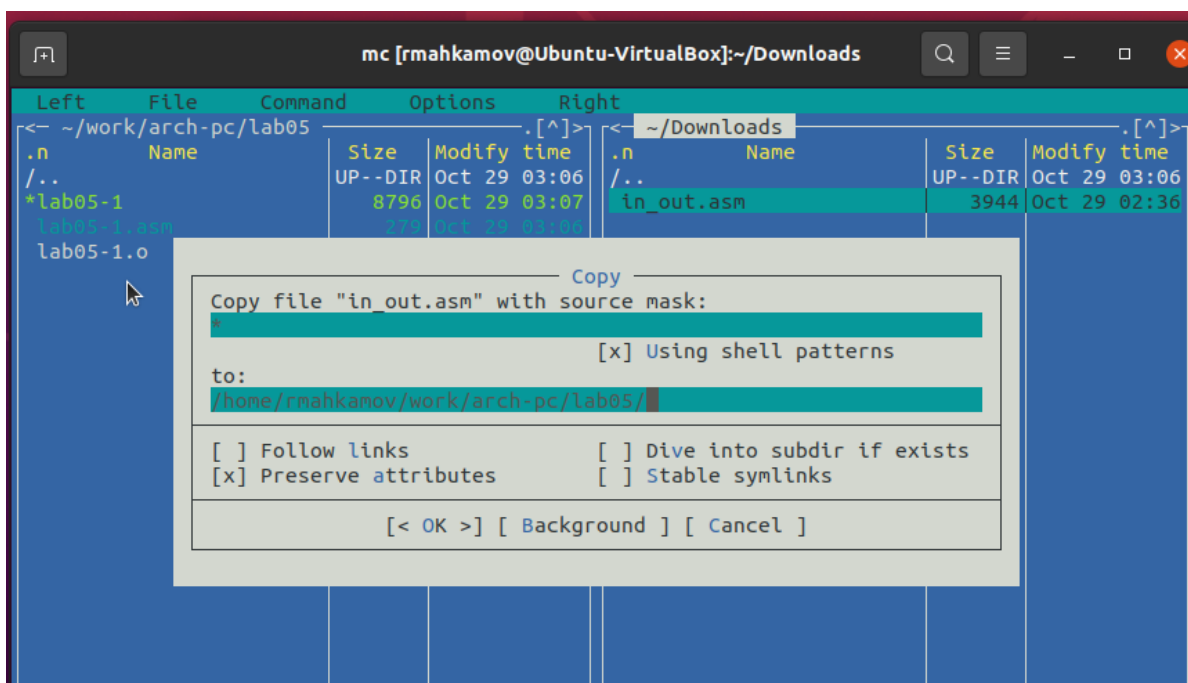 mc [rmahkamov@Ubuntu-VirtualBox]:~/Downloads
Left File Command Options Right
<— ~/work/arch-pc/lab05 .[^]> <— ~/Downloads .[^]>
.n Name Size Modify time .n Name Size Modify time
/.. UP--DIR Oct 29 03:06 /.. UP--DIR Oct 29 03:06
*lab05-1 8796 Oct 29 03:07 in_out.asm 3944 Oct 29 02:36
lab05-1.asm 279 Oct 29 03:06
lab05-1.o
Copy
Copy file "in_out.asm" with source mask:
*
[x] Using shell patterns
to:
/home/rmahkamov/work/arch-pc/lab05/
[ ] Follow links [ ] Dive into subdir if exists
[x] Preserve attributes [ ] Stable symlinks
[< OK >] [ Background ] [ Cancel ]